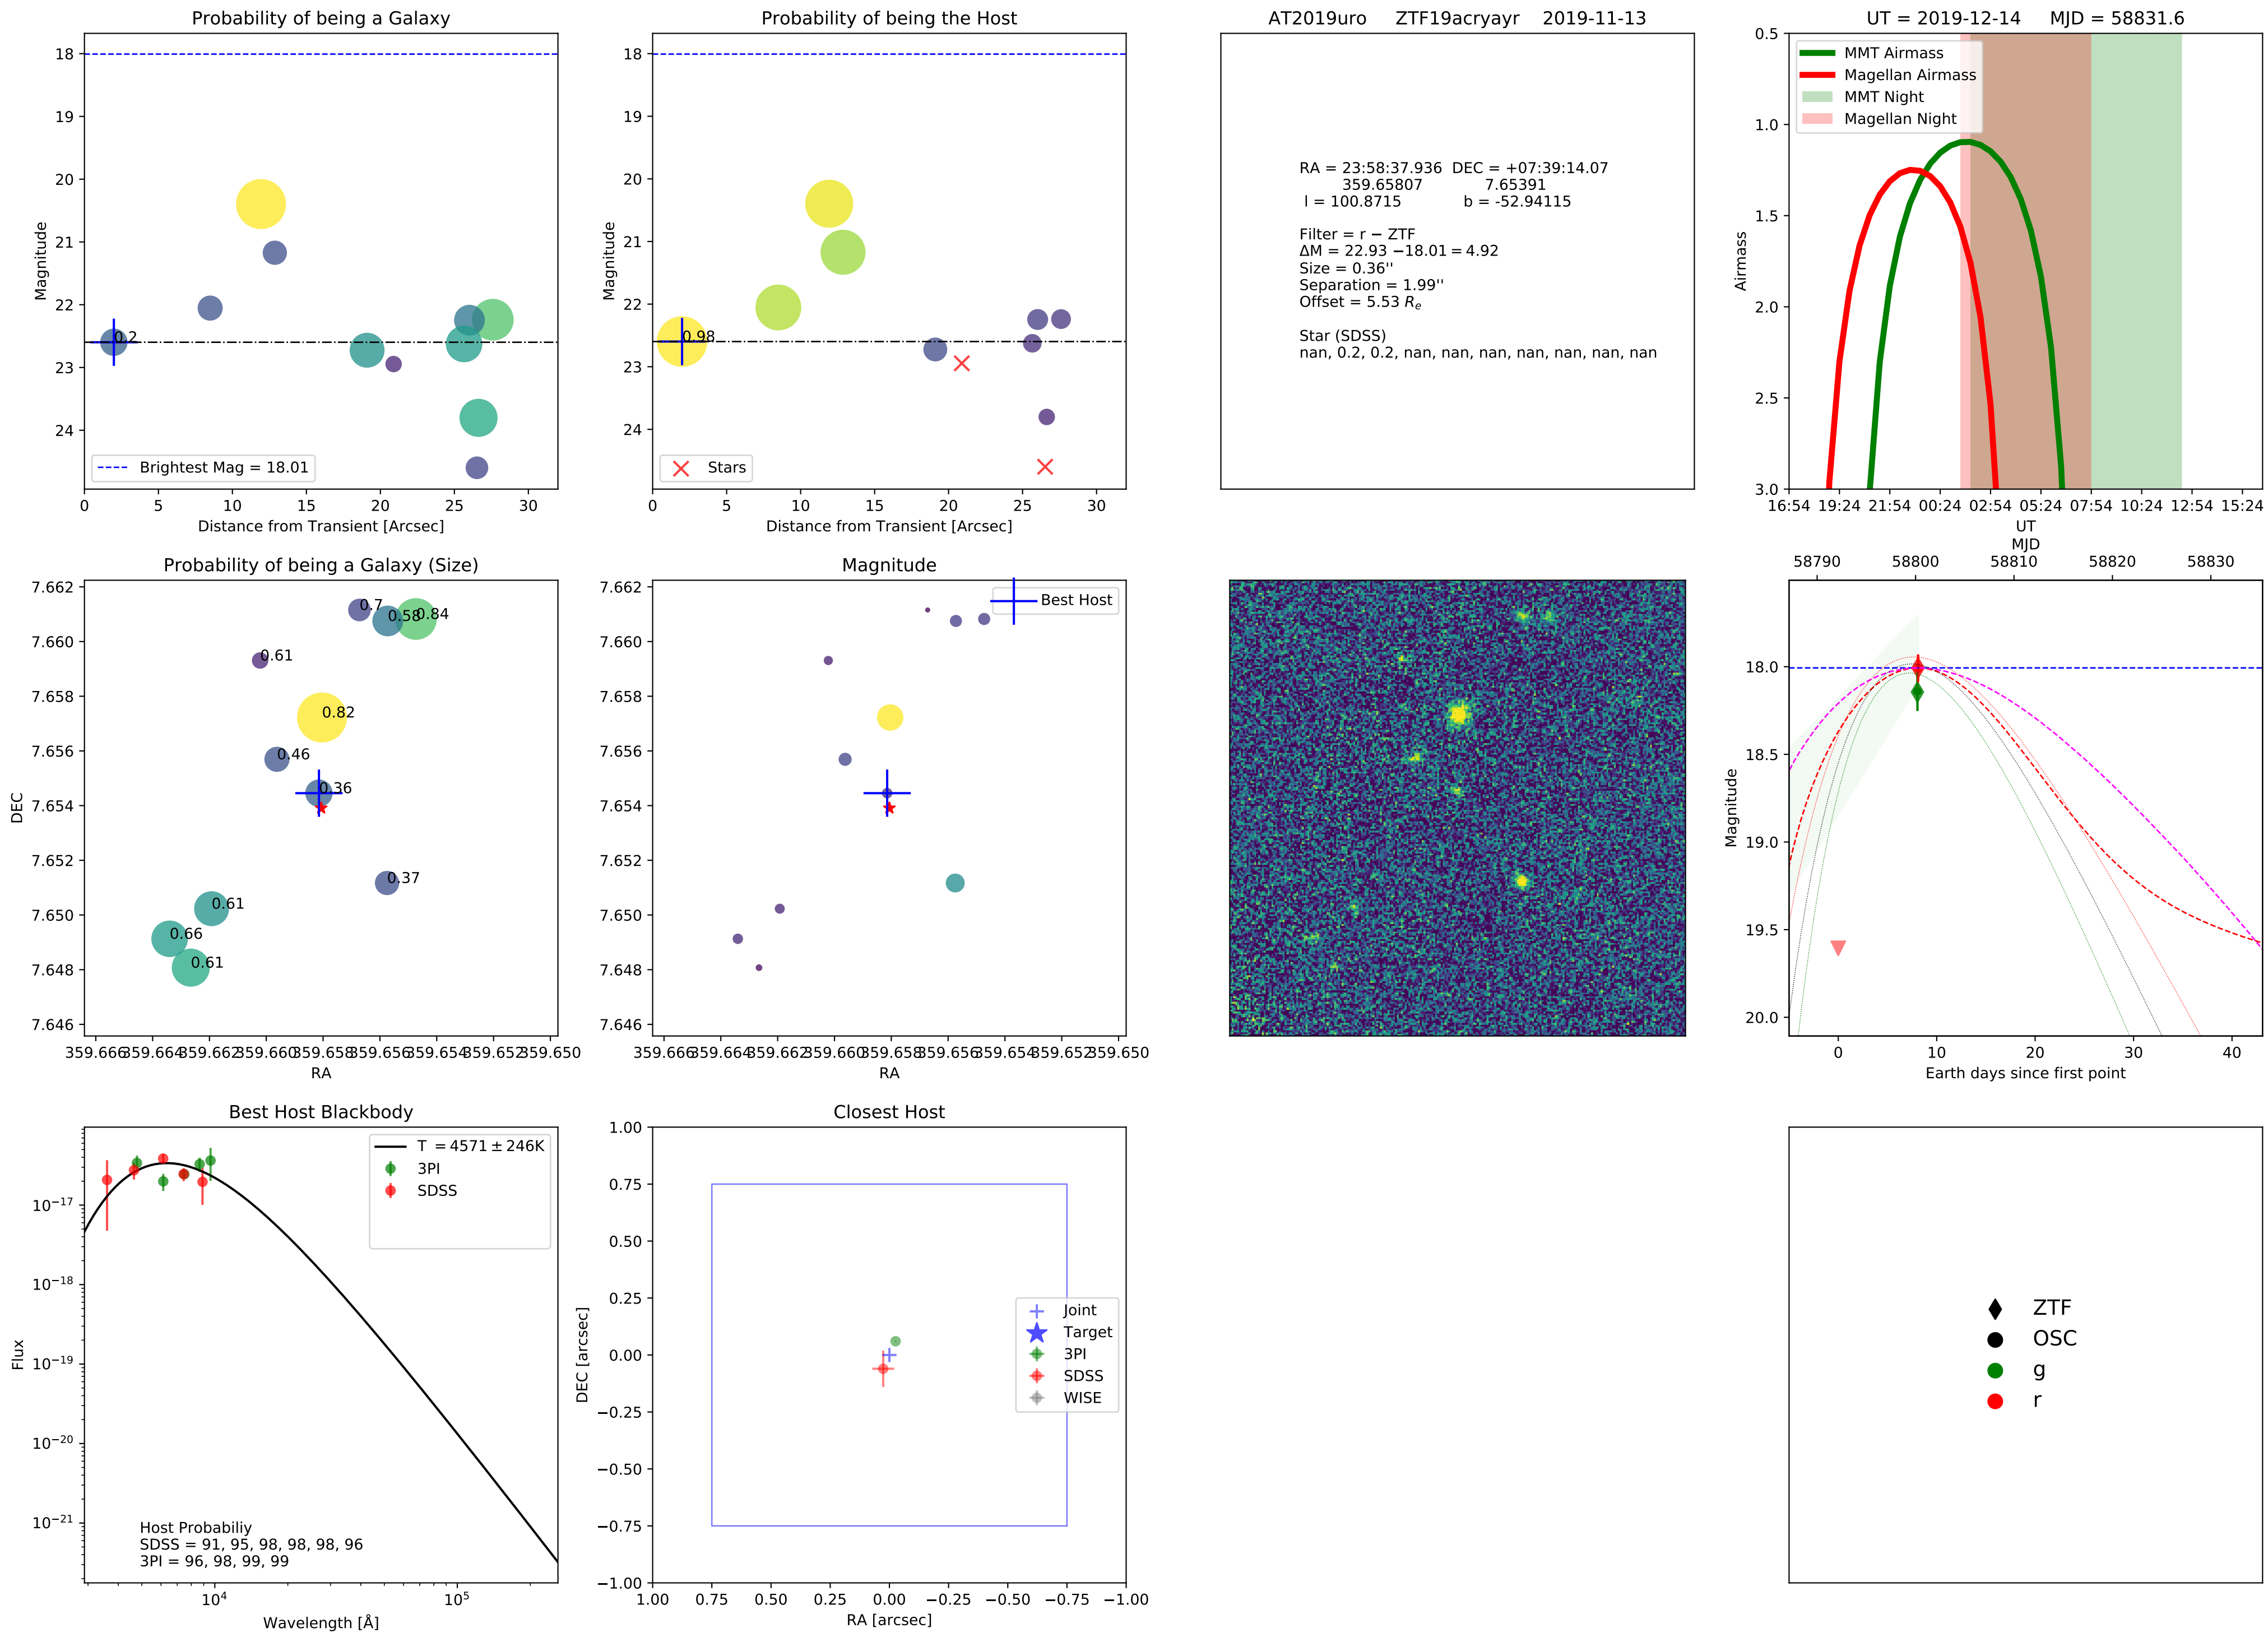 Probability of being a Galaxy
18
19
20
21
22
23
24
Magnitude
0.2
Brightest Mag = 18.01
0 5 10 15 20 25 30
Distance from Transient [Arcsec]
Probability of being the Host
18
19
20
21
22
23
24
Magnitude
0.98
Stars
0 5 10 15 20 25 30
Distance from Transient [Arcsec]
AT2019uro ZTF19acryayr 2019-11-13
RA = 23:58:37.936 DEC = +07:39:14.07
359.65807 7.65391
l = 100.8715 b = -52.94115
Filter = r − ZTF
ΔM = 22.93 −18.01 = 4.92
Size = 0.36''
Separation = 1.99''
Offset = 5.53 Re
Star (SDSS)
nan, 0.2, 0.2, nan, nan, nan, nan, nan, nan, nan
UT = 2019-12-14 MJD = 58831.6
MMT Airmass
Magellan Airmass
MMT Night
Magellan Night
0.5
1.0
1.5
2.0
2.5
3.0
Airmass
16:54 19:24 21:54 00:24 02:54 05:24 07:54 10:24 12:54 15:24
UT
Probability of being a Galaxy (Size)
7.662
7.660
7.658
7.656
7.654
7.652
7.650
7.648
7.646
DEC
0.7
0.58
0.84
0.61
0.82
0.46
0.36
0.37
0.61
0.66
0.61
359.666 359.664 359.662 359.660 359.658 359.656 359.654 359.652 359.650
RA
Magnitude
Best Host
7.662
7.660
7.658
7.656
7.654
7.652
7.650
7.648
7.646
359.666 359.664 359.662 359.660 359.658 359.656 359.654 359.652 359.650
RA
MJD
58790 58800 58810 58820 58830
18.0
18.5
19.0
19.5
20.0
Magnitude
0 10 20 30 40
Earth days since first point
Best Host Blackbody
T = 4571 ± 246K
3PI
SDSS
10−17
10−18
10−19
10−20
10−21
Flux
Host Probabiliy
SDSS = 91, 95, 98, 98, 98, 96
3PI = 96, 98, 99, 99
104 105
Wavelength [Å]
Closest Host
1.00
0.75
0.50
0.25
0.00
−0.25
−0.50
−0.75
−1.00
DEC [arcsec]
Joint
Target
3PI
SDSS
WISE
1.00 0.75 0.50 0.25 0.00 −0.25 −0.50 −0.75 −1.00
RA [arcsec]
ZTF
OSC
g
r